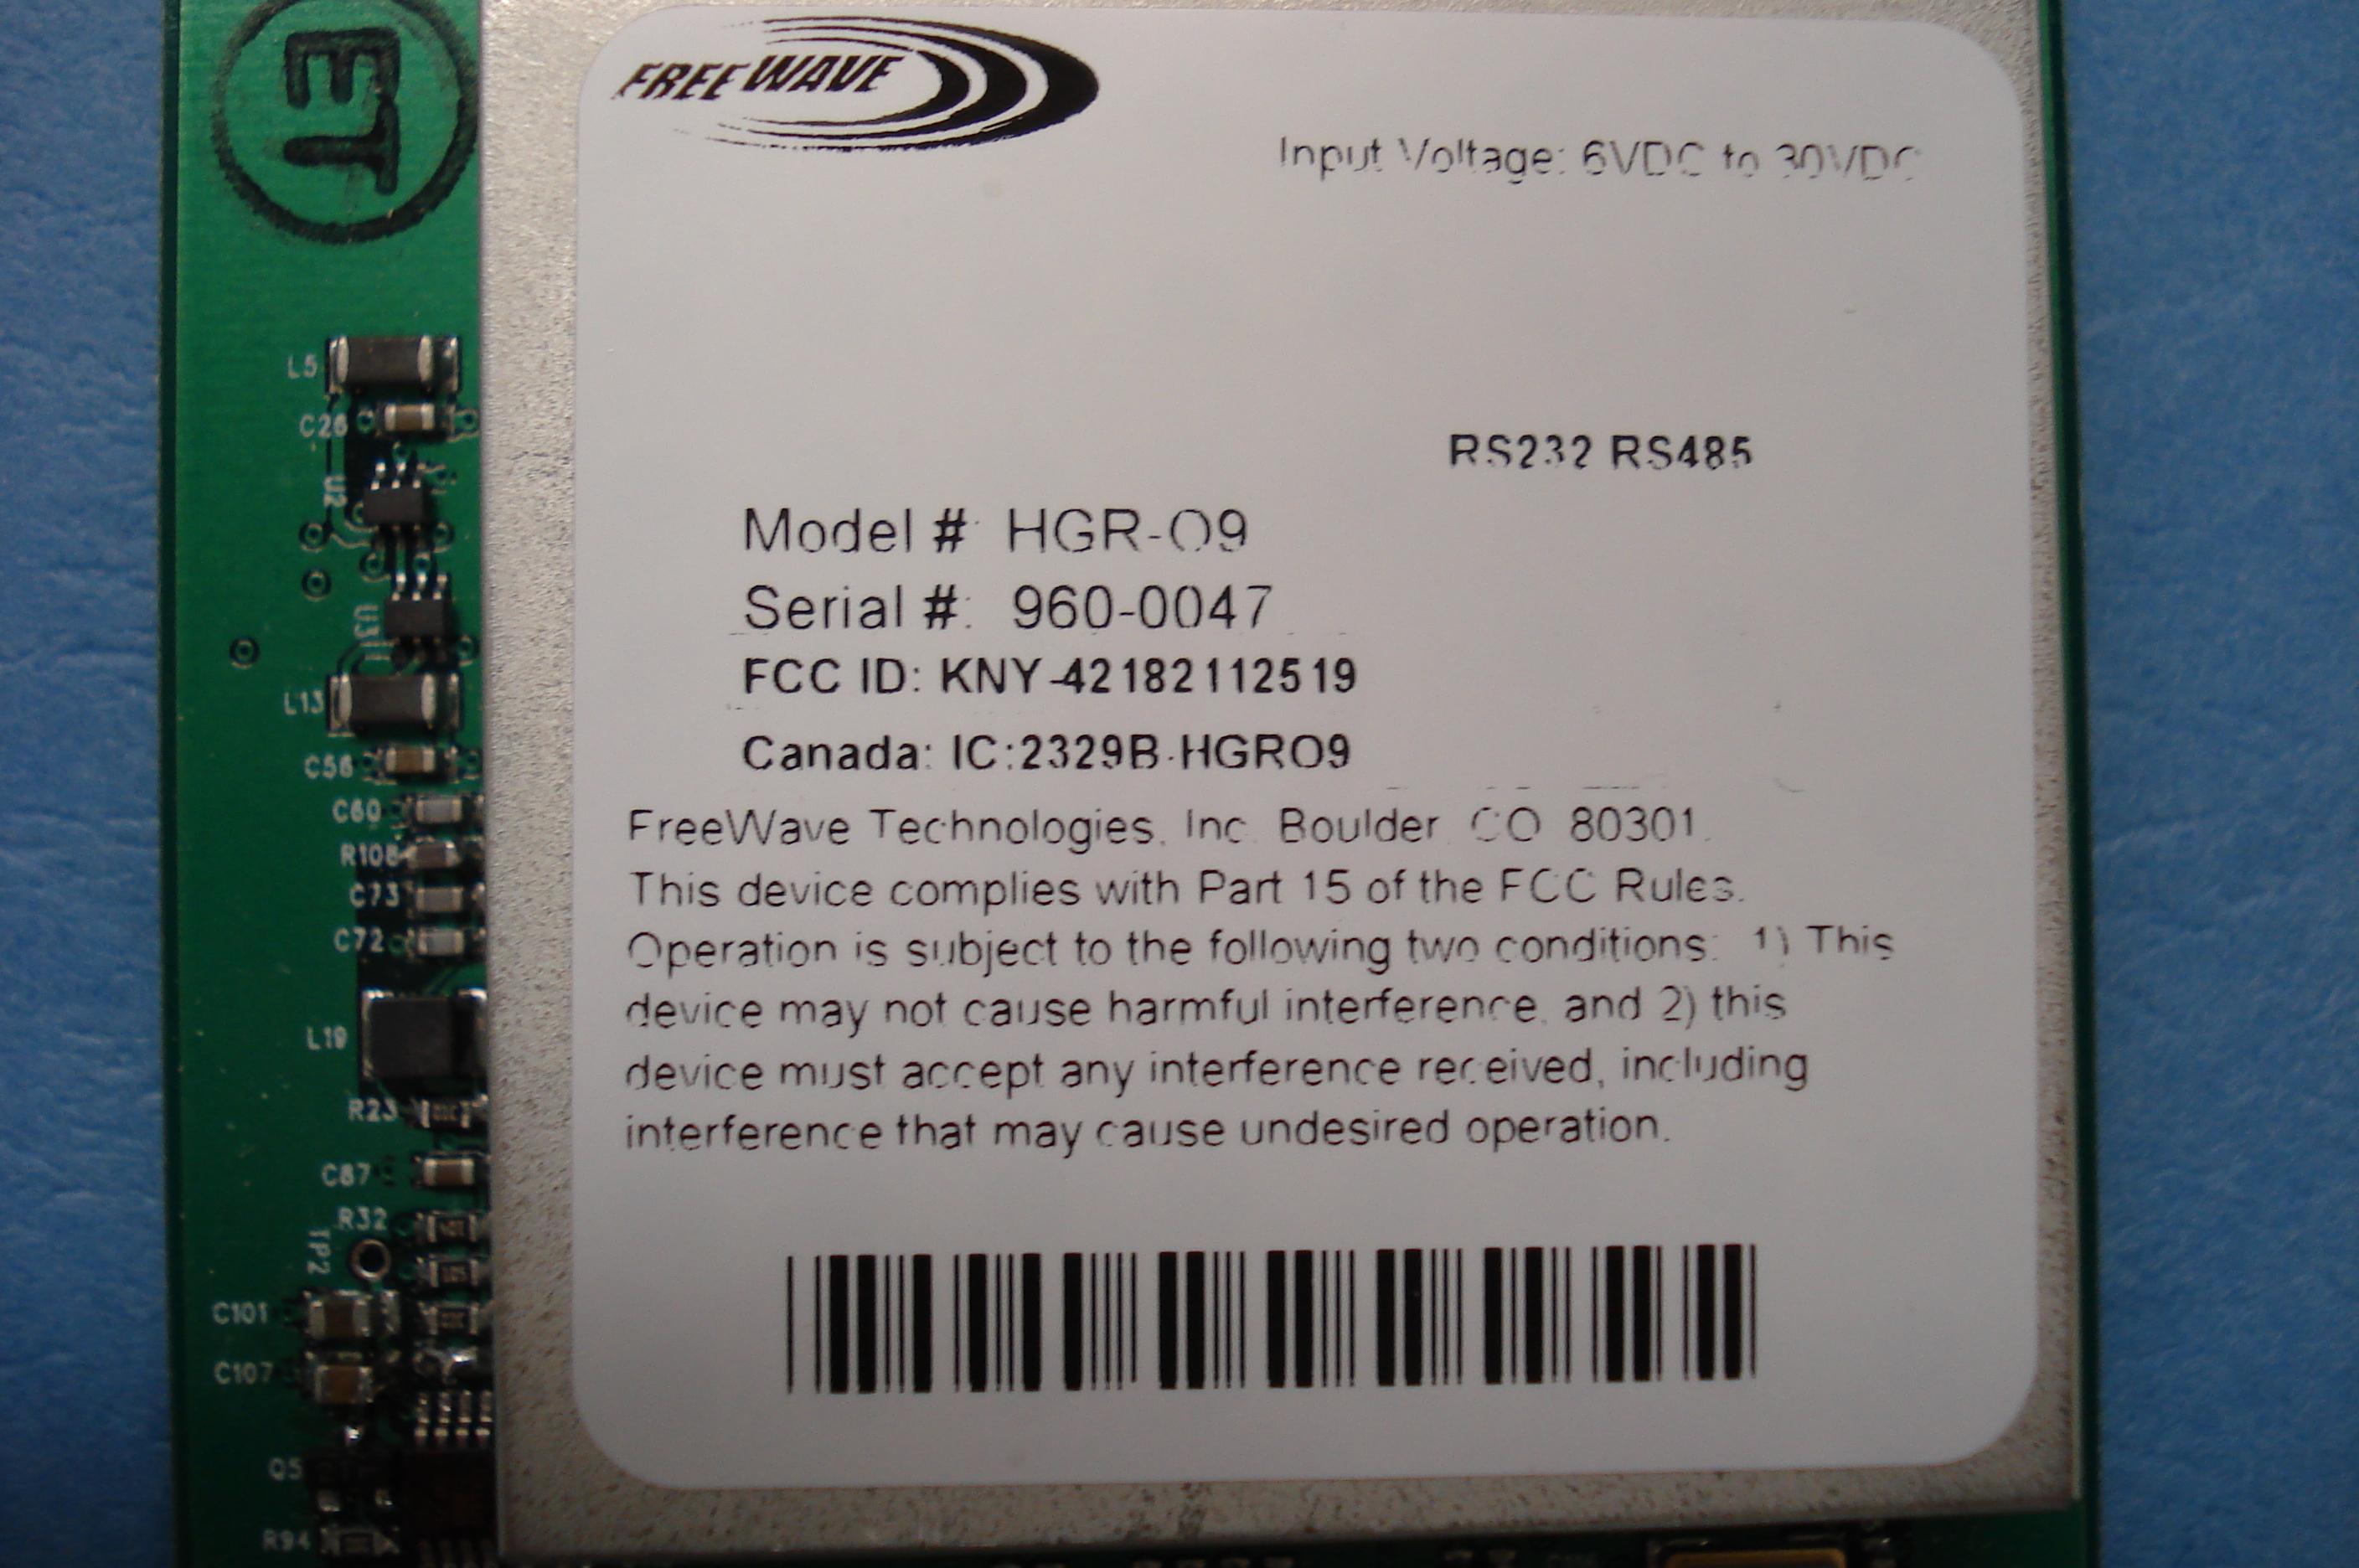 ET
FREEWAVE
Input Voltage: 6VDC to 30VDC
RS232 RS485
Model # HGR-O9
Serial #: 960-0047
FCC ID: KNY-42182112519
Canada: IC:2329B-HGRO9
FreeWave Technologies, Inc. Boulder, CO 80301.
This device complies with Part 15 of the FCC Rules.
Operation is subject to the following two conditions: 1) This
device may not cause harmful interference, and 2) this
device must accept any interference received, including
interference that may cause undesired operation.
L5
C26
U2
U3
L13
C56
C60
R108
C73
C72
L19
R23
C87
R32
TP2
C101
C107
Q5
R94